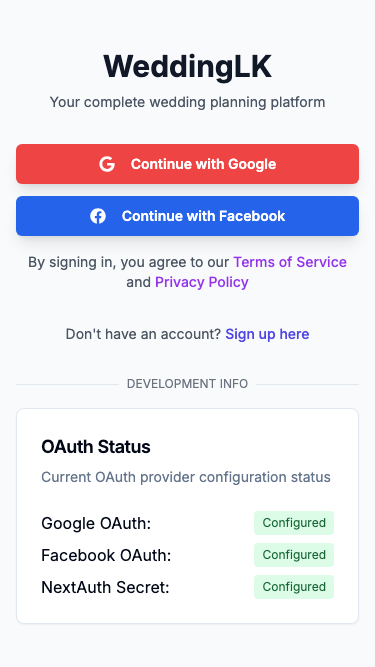 WeddingLK
Your complete wedding planning platform
Continue with Google
Continue with Facebook
By signing in, you agree to our Terms of Service
and Privacy Policy
Don't have an account? Sign up here
DEVELOPMENT INFO
OAuth Status
Current OAuth provider configuration status
Google OAuth: Configured
Facebook OAuth: Configured
NextAuth Secret: Configured